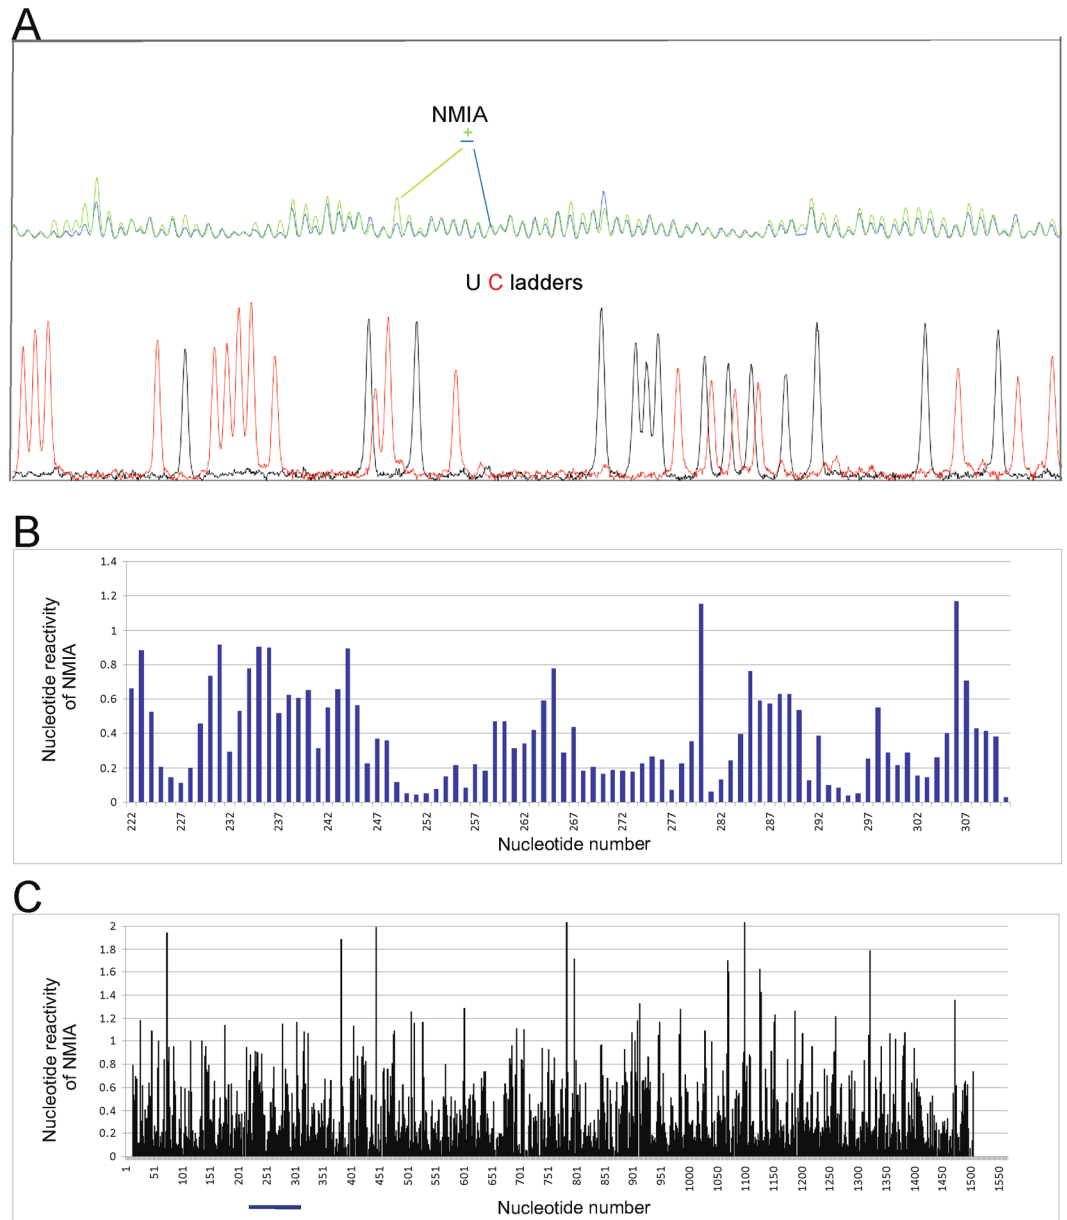 A
NMIA
+
−
U C ladders
B
Nucleotide reactivity
of NMIA
1.4
1.2
1
0.8
0.6
0.4
0.2
0
222 227 232 237 242 247 252 257 262 267 272 277 282 287 292 297 302 307
Nucleotide number
C
Nucleotide reactivity
of NMIA
2
1.8
1.6
1.4
1.2
1
0.8
0.6
0.4
0.2
0
1 51 101 151 201 251 301 351 401 451 501 551 601 651 701 751 801 851 901 951 1000 1050 1100 1150 1200 1250 1300 1350 1400 1450 1500 1550
Nucleotide number